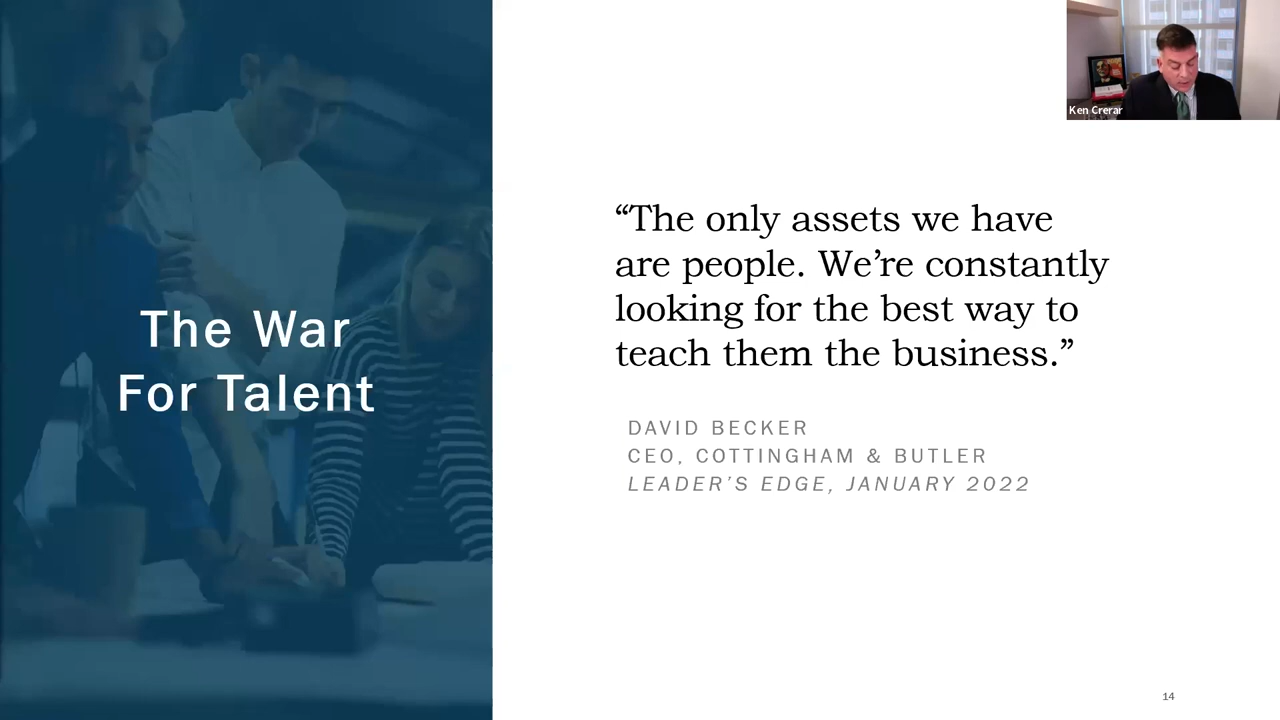 Ken Crerar
The War
For Talent
“The only assets we have
are people. We’re constantly
looking for the best way to
teach them the business.”
DAVID BECKER
CEO, COTTINGHAM & BUTLER
LEADER’S EDGE, JANUARY 2022
14